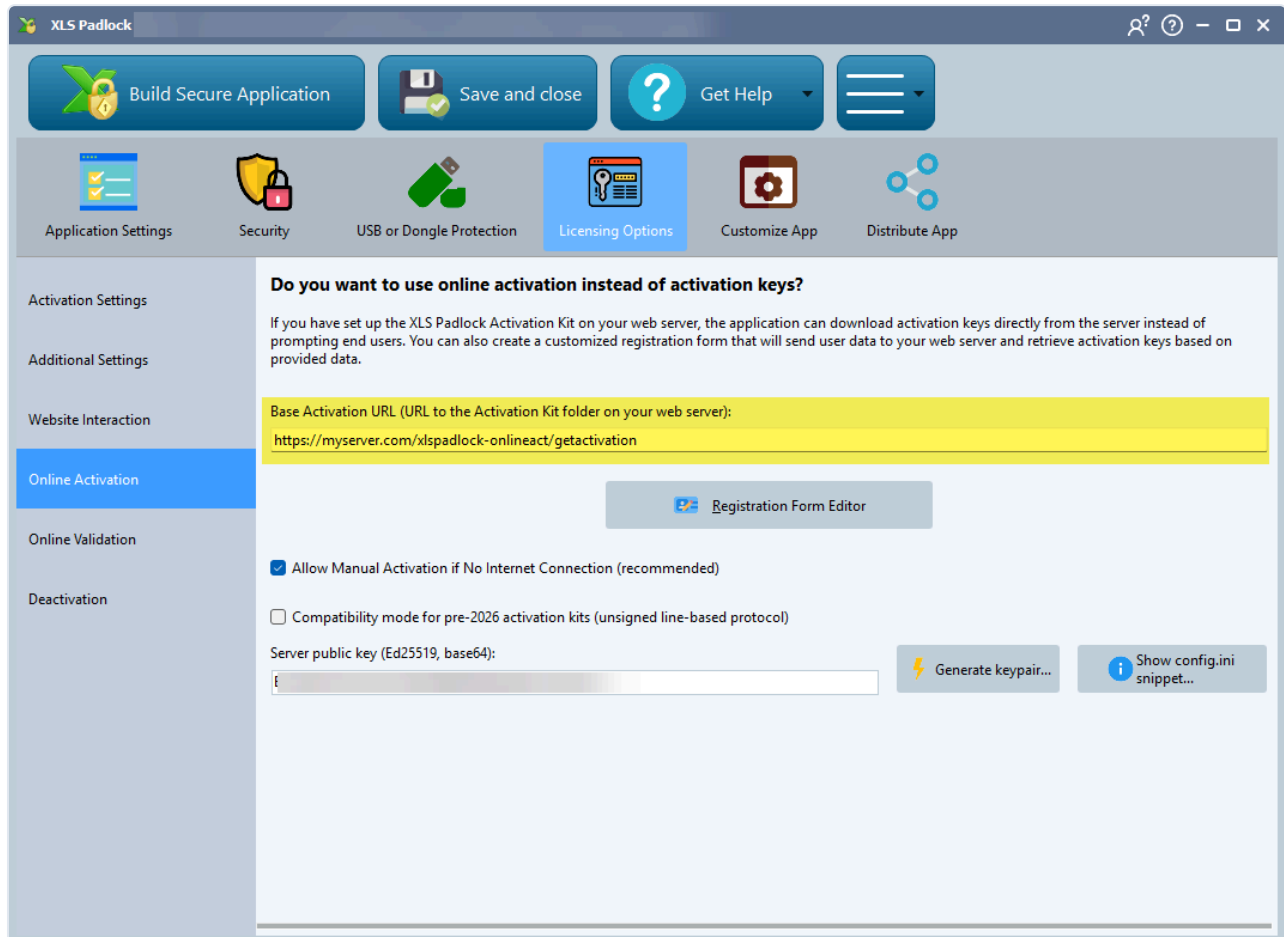 XLS Padlock
Build Secure Application
Save and close
Get Help
Application Settings
Security
USB or Dongle Protection
Licensing Options
Customize App
Distribute App
Activation Settings
Additional Settings
Website Interaction
Online Activation
Online Validation
Deactivation
Do you want to use online activation instead of activation keys?
If you have set up the XLS Padlock Activation Kit on your web server, the application can download activation keys directly from the server instead of
prompting end users. You can also create a customized registration form that will send user data to your web server and retrieve activation keys based on
provided data.
Base Activation URL (URL to the Activation Kit folder on your web server):
https://myserver.com/xlspadlock-onlineact/getactivation
Registration Form Editor
Allow Manual Activation if No Internet Connection (recommended)
Compatibility mode for pre-2026 activation kits (unsigned line-based protocol)
Server public key (Ed25519, base64):
Generate keypair...
Show config.ini
snippet...